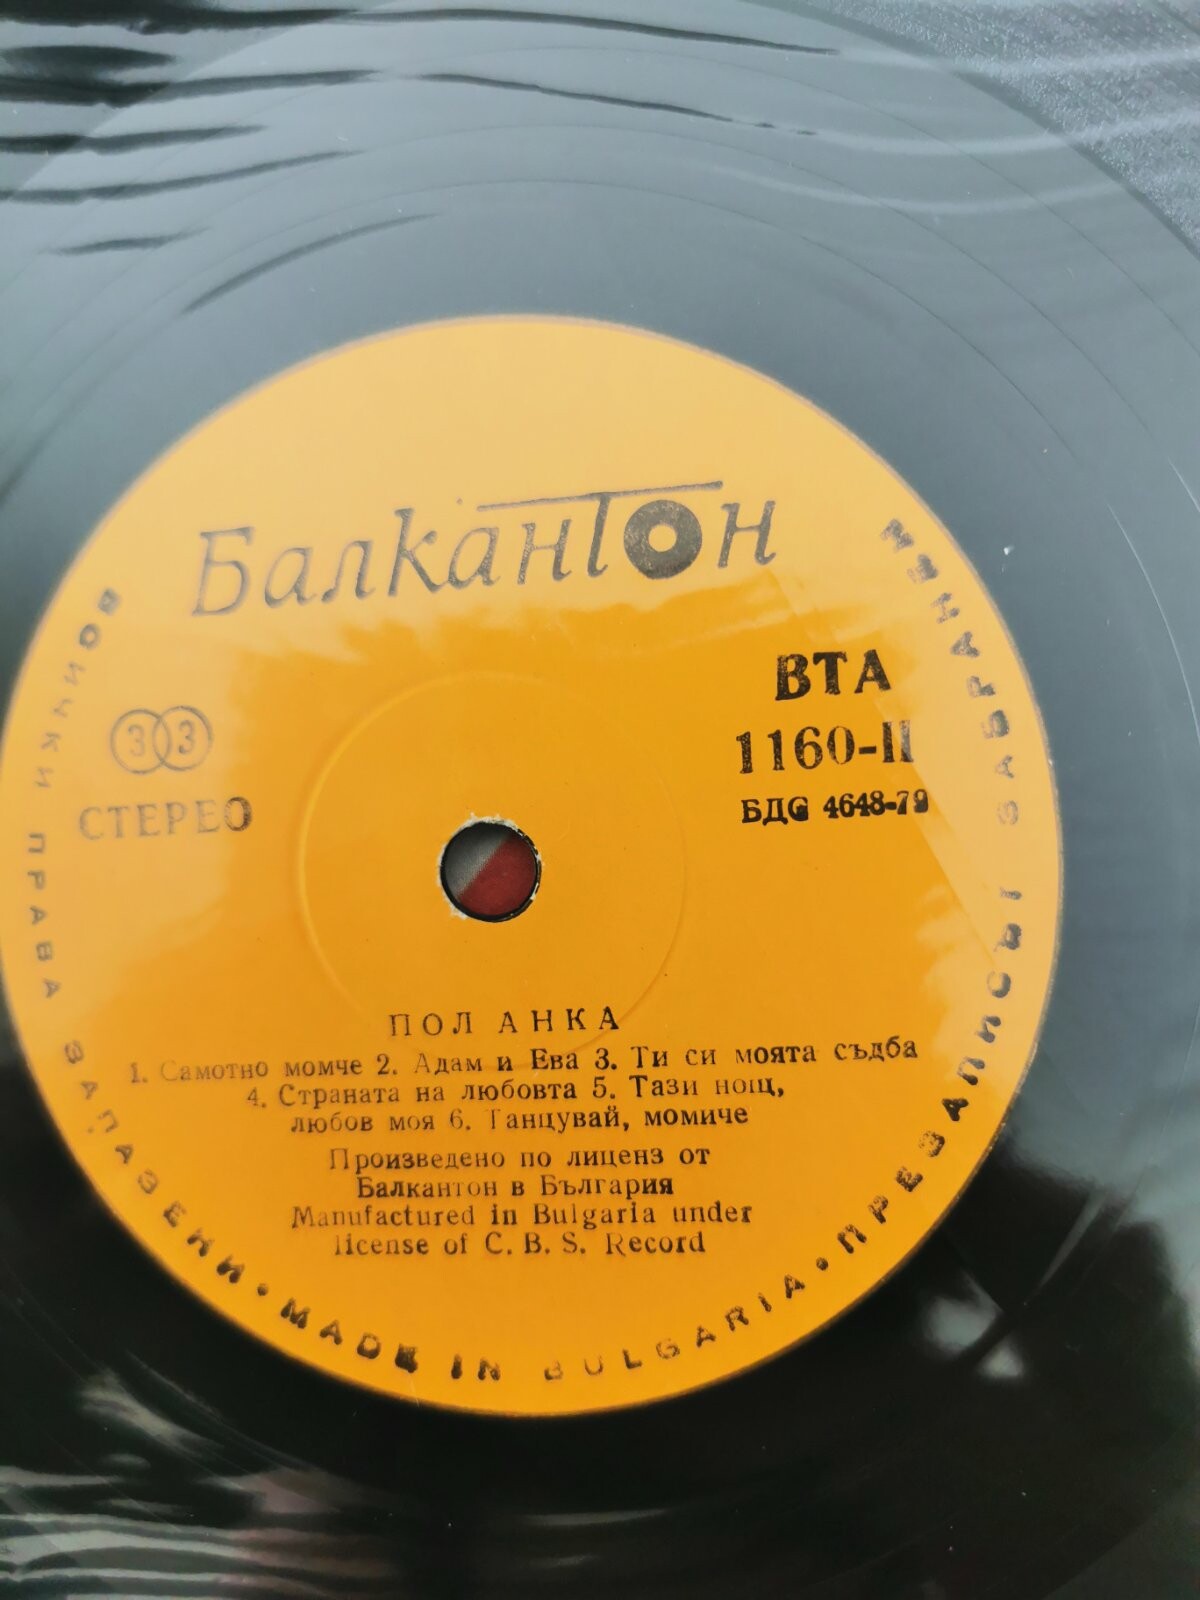 Балкантон
ВТА
1160-II
БДС 4648-79
33
СТЕРЕО
ПОЛ АНКА
1. Самотно момче 2. Адам и Ева 3. Ти си моята съдба
4. Страната на любовта 5. Тази нощ,
любов моя 6. Танцувай, момиче
Произведено по лиценз от
Балкантон в България
Manufactured in Bulgaria under
license of C. B. S. Record
ВСИЧКИ ПРАВА ЗАПАЗЕНИ • MADE IN BULGARIA • ПРЕЗАПИСЪТ ЗАБРАНЕН